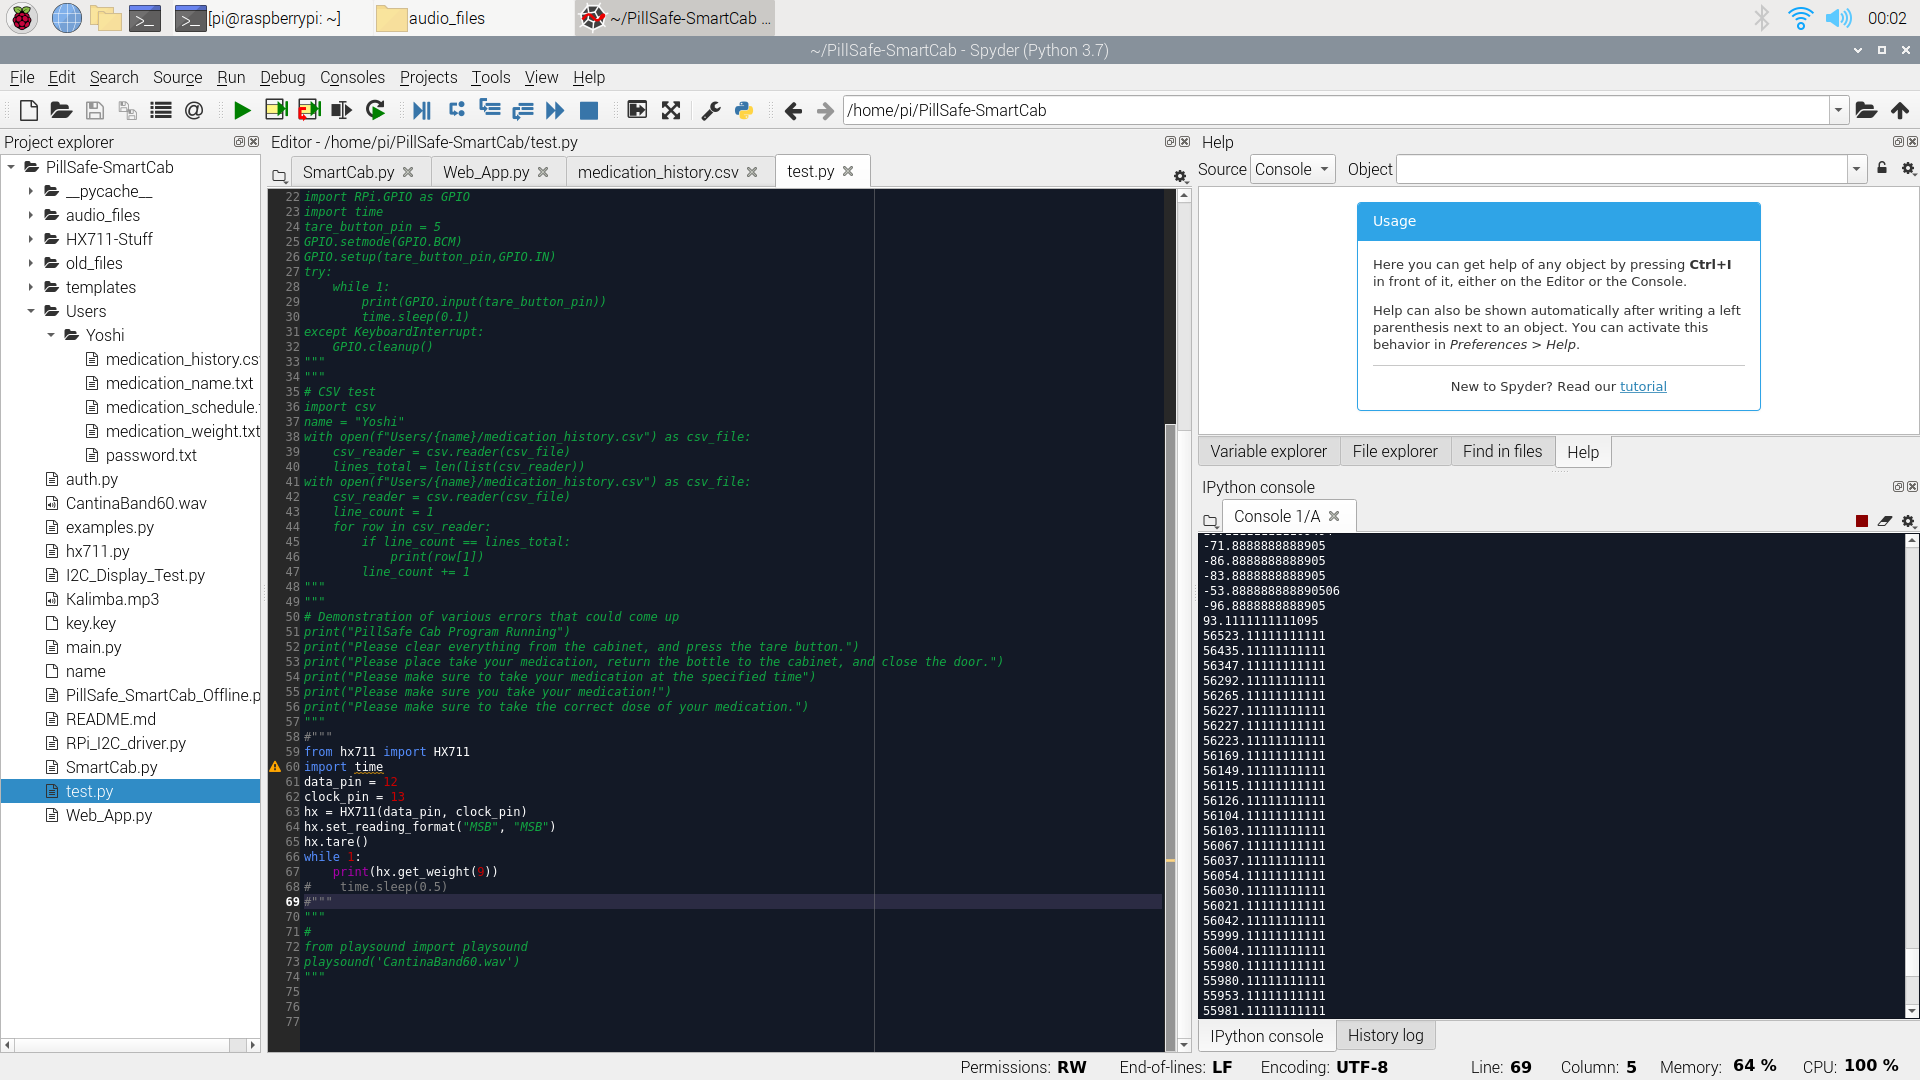 [pi@raspberrypi: ~]
audio_files
~/PillSafe-SmartCab ...
00:02
~/PillSafe-SmartCab - Spyder (Python 3.7)
File Edit Search Source Run Debug Consoles Projects Tools View Help
/home/pi/PillSafe-SmartCab
Project explorer
PillSafe-SmartCab
__pycache__
audio_files
HX711-Stuff
old_files
templates
Users
Yoshi
medication_history.cs
medication_name.txt
medication_schedule.
medication_weight.txt
password.txt
auth.py
CantinaBand60.wav
examples.py
hx711.py
I2C_Display_Test.py
Kalimba.mp3
key.key
main.py
name
PillSafe_SmartCab_Offline.p
README.md
RPi_I2C_driver.py
SmartCab.py
test.py
Web_App.py
Editor - /home/pi/PillSafe-SmartCab/test.py
SmartCab.py
Web_App.py
medication_history.csv
test.py
22 import RPi.GPIO as GPIO
23 import time
24 tare_button_pin = 5
25 GPIO.setmode(GPIO.BCM)
26 GPIO.setup(tare_button_pin,GPIO.IN)
27 try:
28     while 1:
29         print(GPIO.input(tare_button_pin))
30         time.sleep(0.1)
31 except KeyboardInterrupt:
32     GPIO.cleanup()
33 """
34 """
35 # CSV test
36 import csv
37 name = "Yoshi"
38 with open(f"Users/{name}/medication_history.csv") as csv_file:
39     csv_reader = csv.reader(csv_file)
40     lines_total = len(list(csv_reader))
41 with open(f"Users/{name}/medication_history.csv") as csv_file:
42     csv_reader = csv.reader(csv_file)
43     line_count = 1
44     for row in csv_reader:
45         if line_count == lines_total:
46             print(row[1])
47         line_count += 1
48 """
49 """
50 # Demonstration of various errors that could come up
51 print("PillSafe Cab Program Running")
52 print("Please clear everything from the cabinet, and press the tare button.")
53 print("Please place take your medication, return the bottle to the cabinet, and close the door.")
54 print("Please make sure to take your medication at the specified time")
55 print("Please make sure you take your medication!")
56 print("Please make sure to take the correct dose of your medication.")
57 """
58 #"""
59 from hx711 import HX711
60 import time
61 data_pin = 12
62 clock_pin = 13
63 hx = HX711(data_pin, clock_pin)
64 hx.set_reading_format("MSB", "MSB")
65 hx.tare()
66 while 1:
67     print(hx.get_weight(9))
68 #    time.sleep(0.5)
69 #"""
70 """
71 #
72 from playsound import playsound
73 playsound('CantinaBand60.wav')
74 """
75
76
77
Help
Source Console Object
Usage
Here you can get help of any object by pressing Ctrl+I
in front of it, either on the Editor or the Console.
Help can also be shown automatically after writing a left
parenthesis next to an object. You can activate this
behavior in Preferences > Help.
New to Spyder? Read our tutorial
Variable explorer File explorer Find in files Help
IPython console
Console 1/A
-71.8888888888905
-86.8888888888905
-83.8888888888905
-53.888888888890506
-96.8888888888905
93.1111111111095
56523.11111111111
56435.11111111111
56347.11111111111
56292.11111111111
56265.11111111111
56227.11111111111
56227.11111111111
56223.11111111111
56169.11111111111
56149.11111111111
56115.11111111111
56126.11111111111
56104.11111111111
56103.11111111111
56067.11111111111
56037.11111111111
56054.11111111111
56030.11111111111
56021.11111111111
56042.11111111111
55999.11111111111
56004.11111111111
55980.11111111111
55980.11111111111
55953.11111111111
55981.11111111111
IPython console History log
Permissions: RW End-of-lines: LF Encoding: UTF-8 Line: 69 Column: 5 Memory: 64 % CPU: 100 %